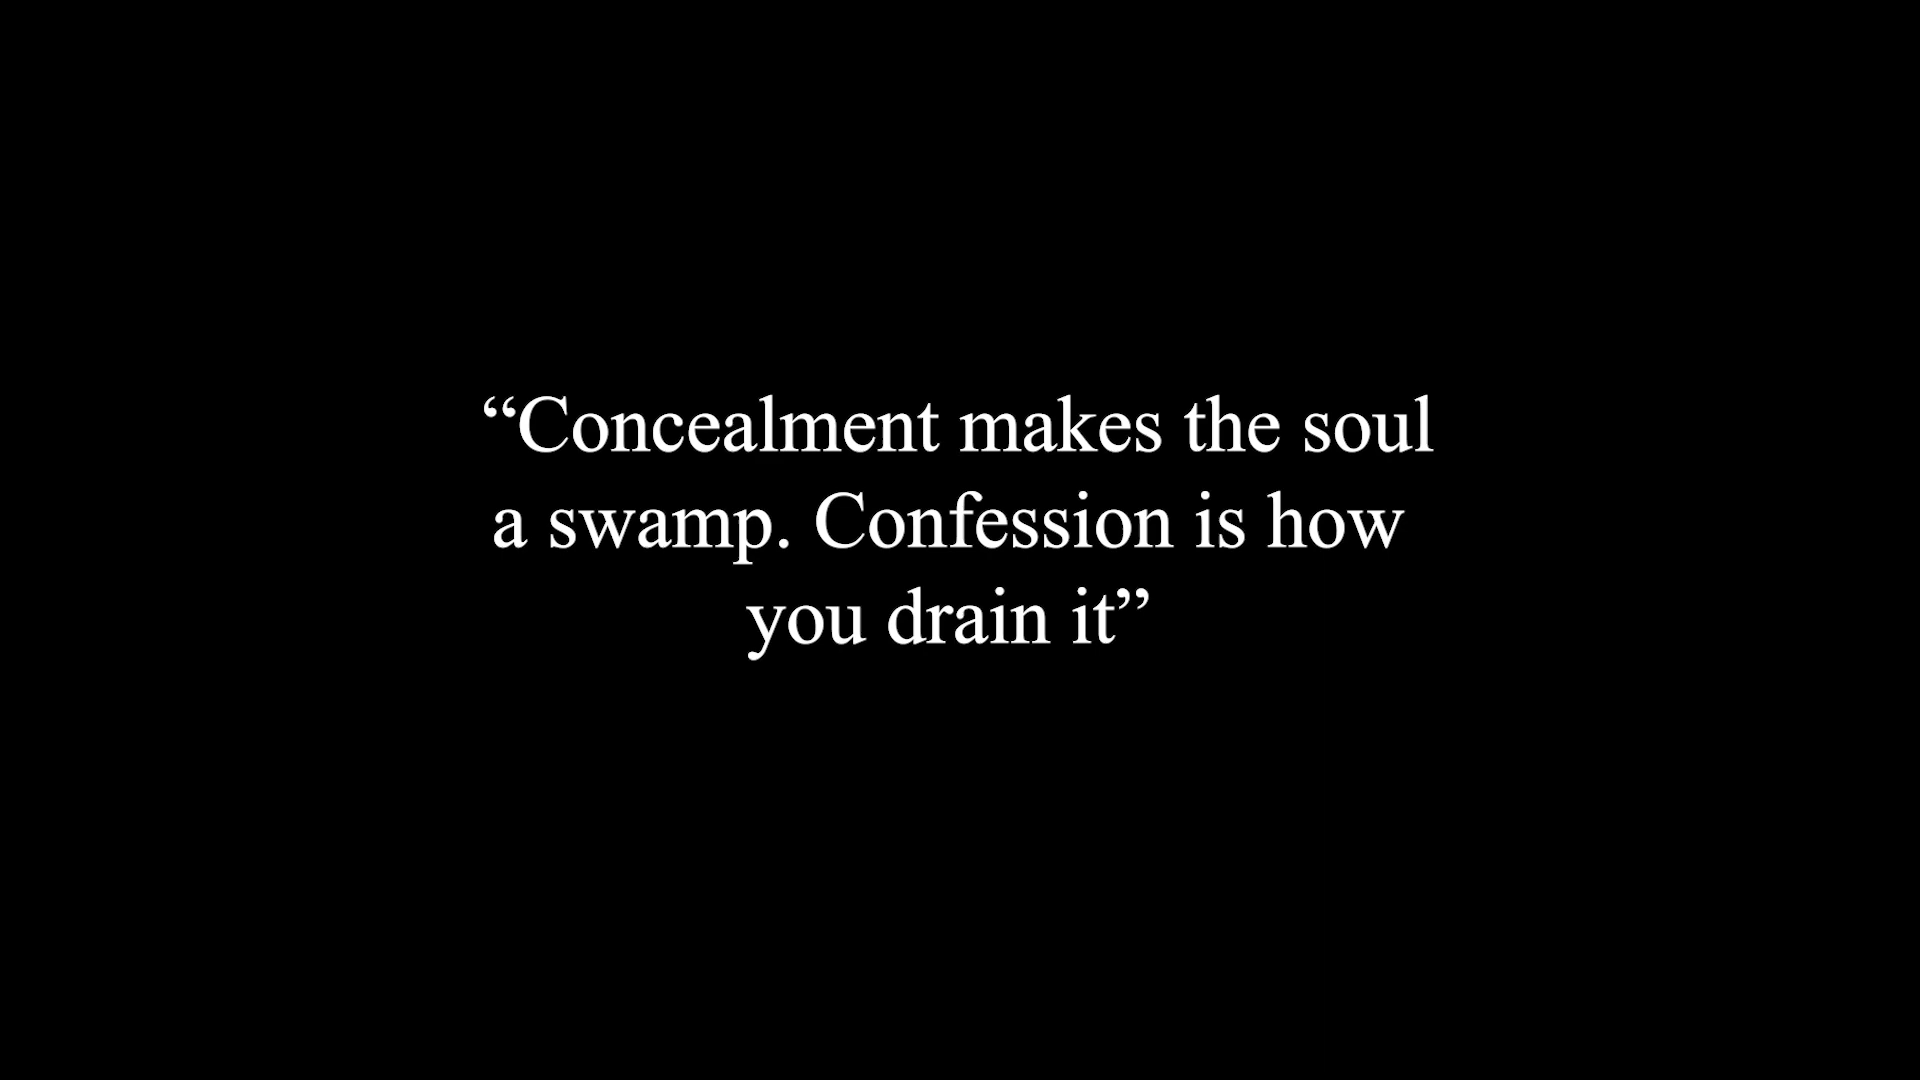 “Concealment makes the soul
a swamp. Confession is how
you drain it”